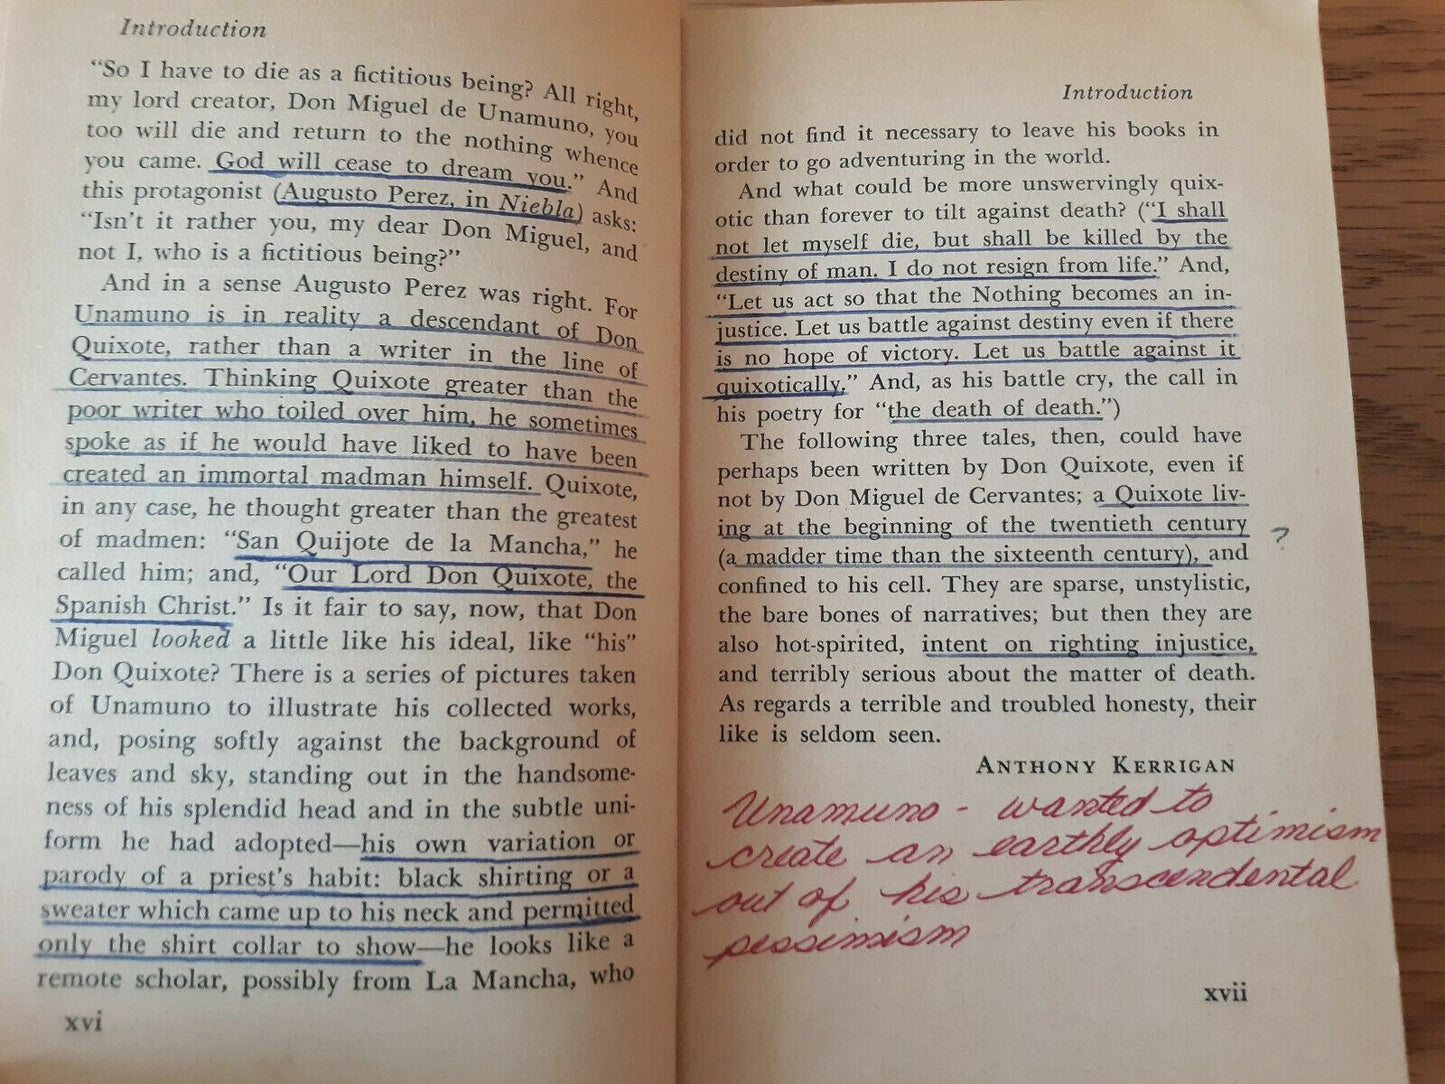 Introduction
"So I have to die as a fictitious being? All right,
my lord creator, Don Miguel de Unamuno, you
too will die and return to the nothing whence
you came. God will cease to dream you." And
this protagonist (Augusto Perez, in Niebla) asks:
"Isn't it rather you, my dear Don Miguel, and
not I, who is a fictitious being?"
And in a sense Augusto Perez was right. For
Unamuno is in reality a descendant of Don
Quixote, rather than a writer in the line of
Cervantes. Thinking Quixote greater than the
poor writer who toiled over him, he sometimes
spoke as if he would have liked to have been
created an immortal madman himself. Quixote,
in any case, he thought greater than the greatest
of madmen: "San Quijote de la Mancha," he
called him; and, "Our Lord Don Quixote, the
Spanish Christ." Is it fair to say, now, that Don
Miguel looked a little like his ideal, like "his"
Don Quixote? There is a series of pictures taken
of Unamuno to illustrate his collected works,
and, posing softly against the background of
leaves and sky, standing out in the handsome-
ness of his splendid head and in the subtle uni-
form he had adopted—his own variation or
parody of a priest's habit: black shirting or a
sweater which came up to his neck and permitted
only the shirt collar to show—he looks like a
remote scholar, possibly from La Mancha, who
xvi
Introduction
did not find it necessary to leave his books in
order to go adventuring in the world.
And what could be more unswervingly quix-
otic than forever to tilt against death? ("I shall
not let myself die, but shall be killed by the
destiny of man. I do not resign from life." And,
"Let us act so that the Nothing becomes an in-
justice. Let us battle against destiny even if there
is no hope of victory. Let us battle against it
quixotically." And, as his battle cry, the call in
his poetry for "the death of death.")
The following three tales, then, could have
perhaps been written by Don Quixote, even if
not by Don Miguel de Cervantes; a Quixote liv-
ing at the beginning of the twentieth century
?
(a madder time than the sixteenth century), and
confined to his cell. They are sparse, unstylistic,
the bare bones of narratives; but then they are
also hot-spirited, intent on righting injustice,
and terribly serious about the matter of death.
As regards a terrible and troubled honesty, their
like is seldom seen.
ANTHONY KERRIGAN
Unamuno - wanted to
create an earthly optimism
out of his transcendental
pessimism
xvii